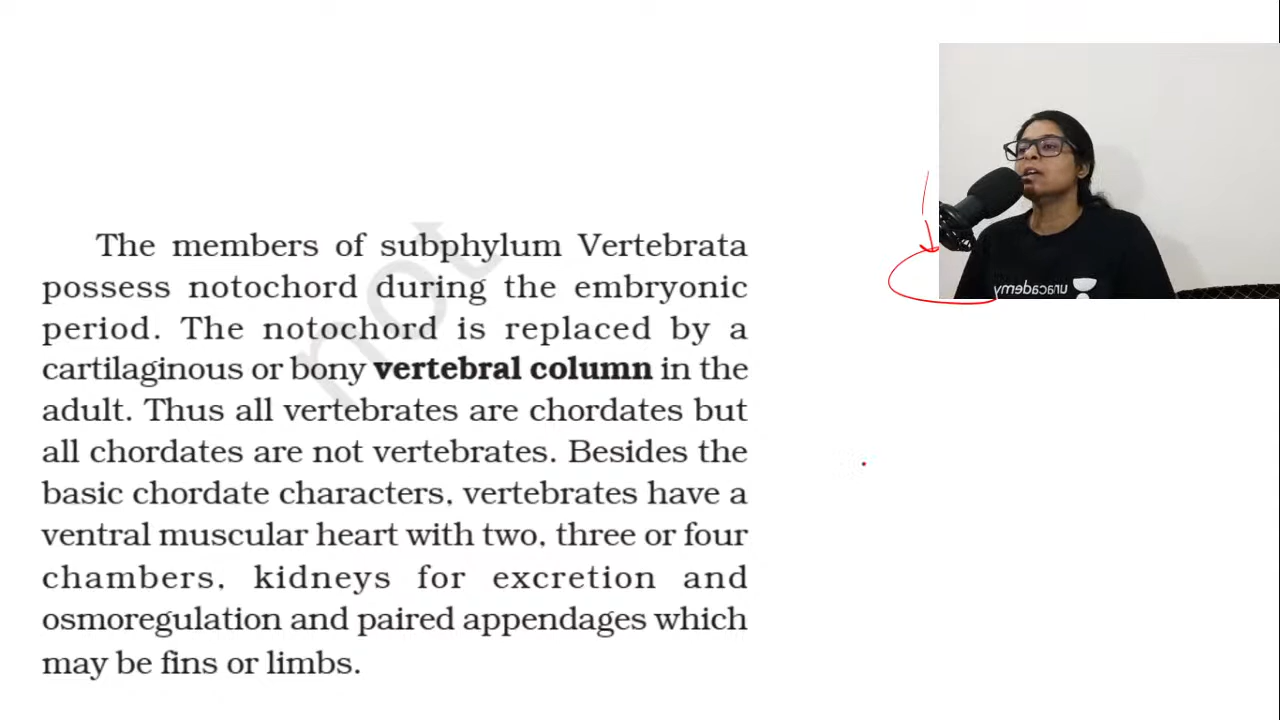 The members of subphylum Vertebrata
possess notochord during the embryonic
period. The notochord is replaced by a
cartilaginous or bony vertebral column in the
adult. Thus all vertebrates are chordates but
all chordates are not vertebrates. Besides the
basic chordate characters, vertebrates have a
ventral muscular heart with two, three or four
chambers, kidneys for excretion and
osmoregulation and paired appendages which
may be fins or limbs.
not
unacademy